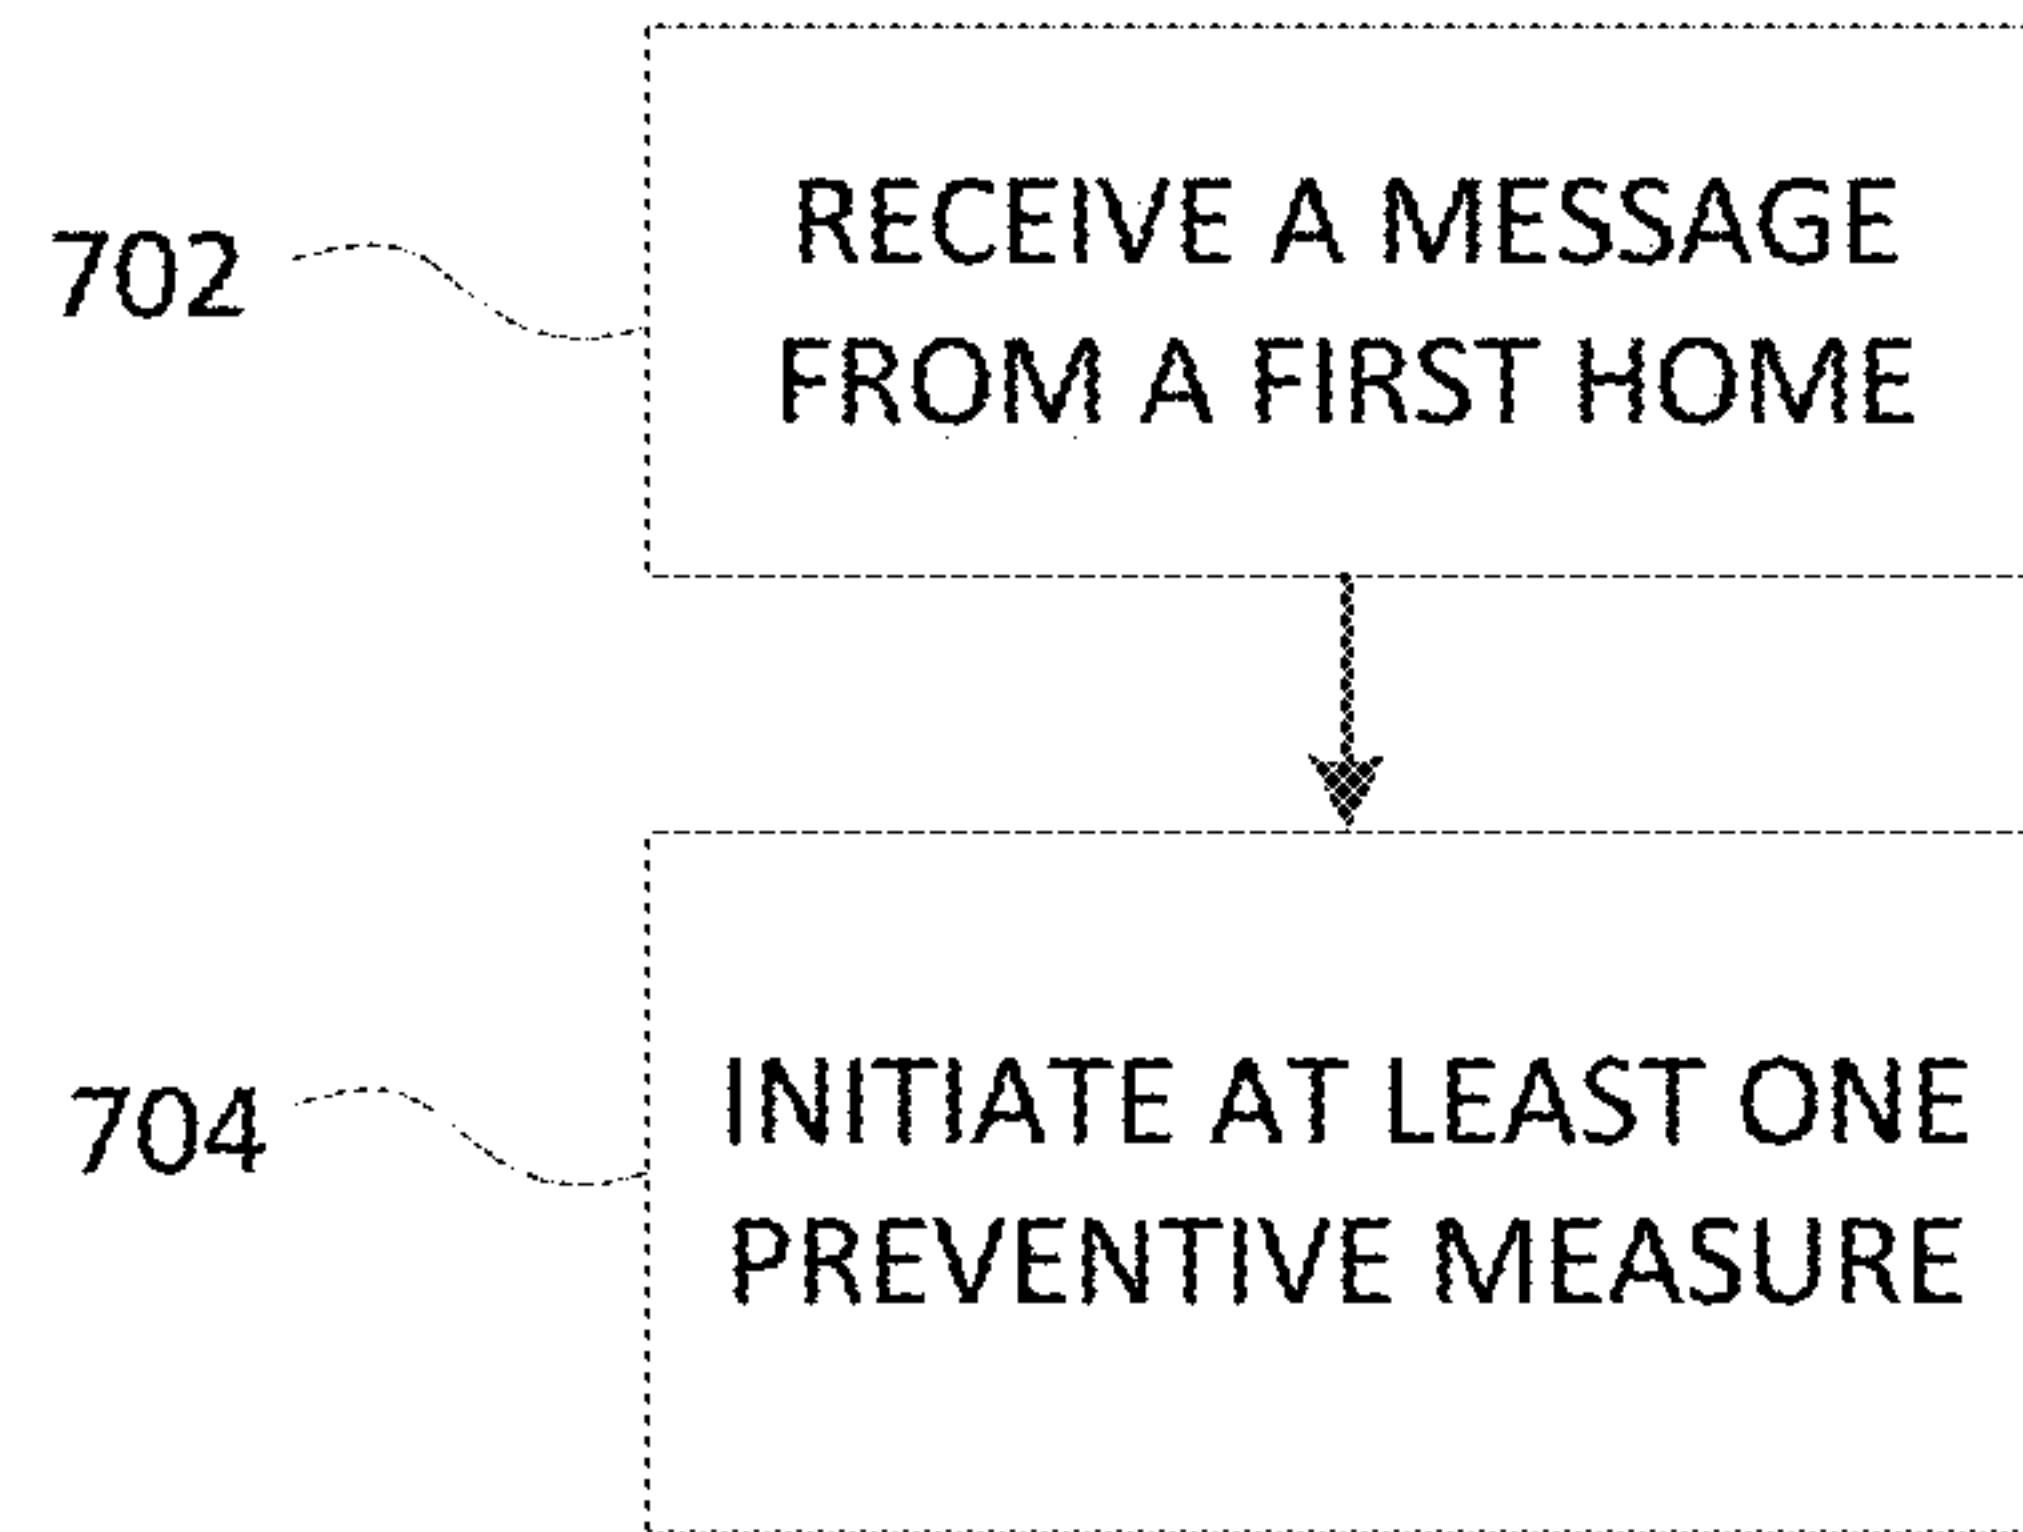 702
RECEIVE A MESSAGE
FROM A FIRST HOME
704
INITIATE AT LEAST ONE
PREVENTIVE MEASURE